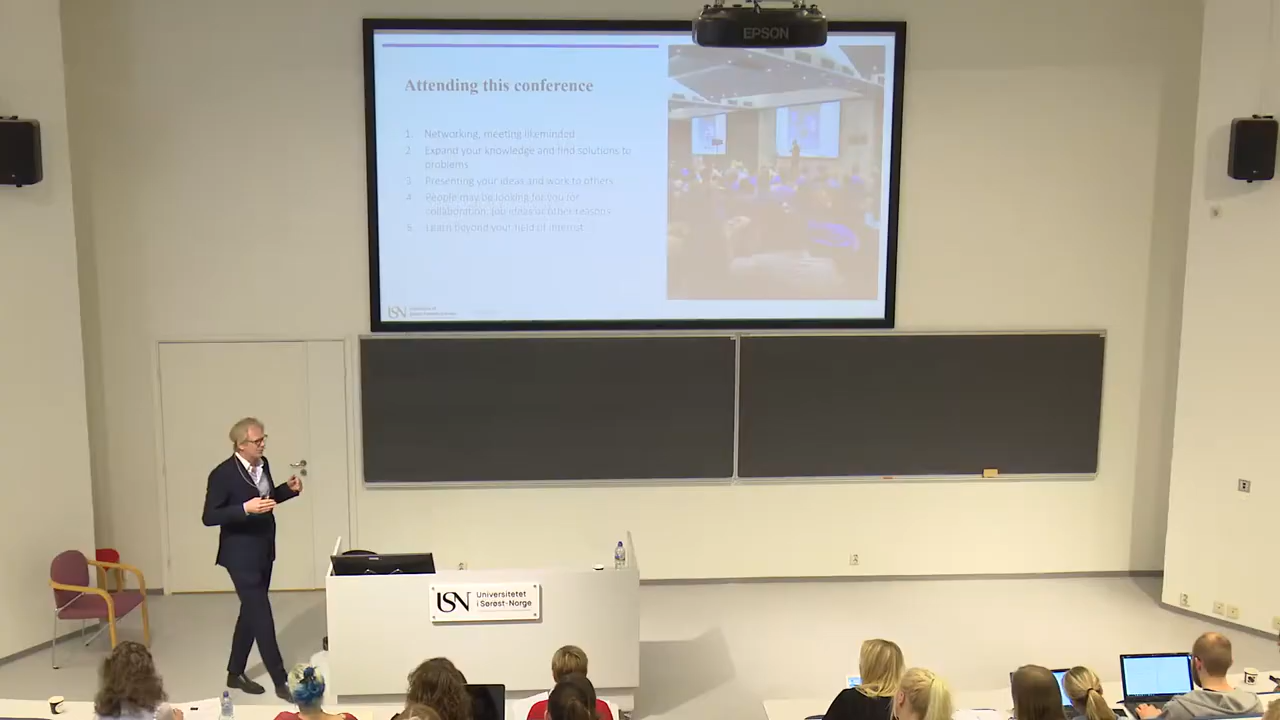 EPSON
Attending this conference
1. Networking, meeting likeminded
2. Expand your knowledge and find solutions to
problems
3. Presenting your ideas and work to others
4. People may be looking for you for
collaboration, job ideas or other reasons
5. Learn beyond your field of interest
USN
USN Universitetet
i Sørøst-Norge